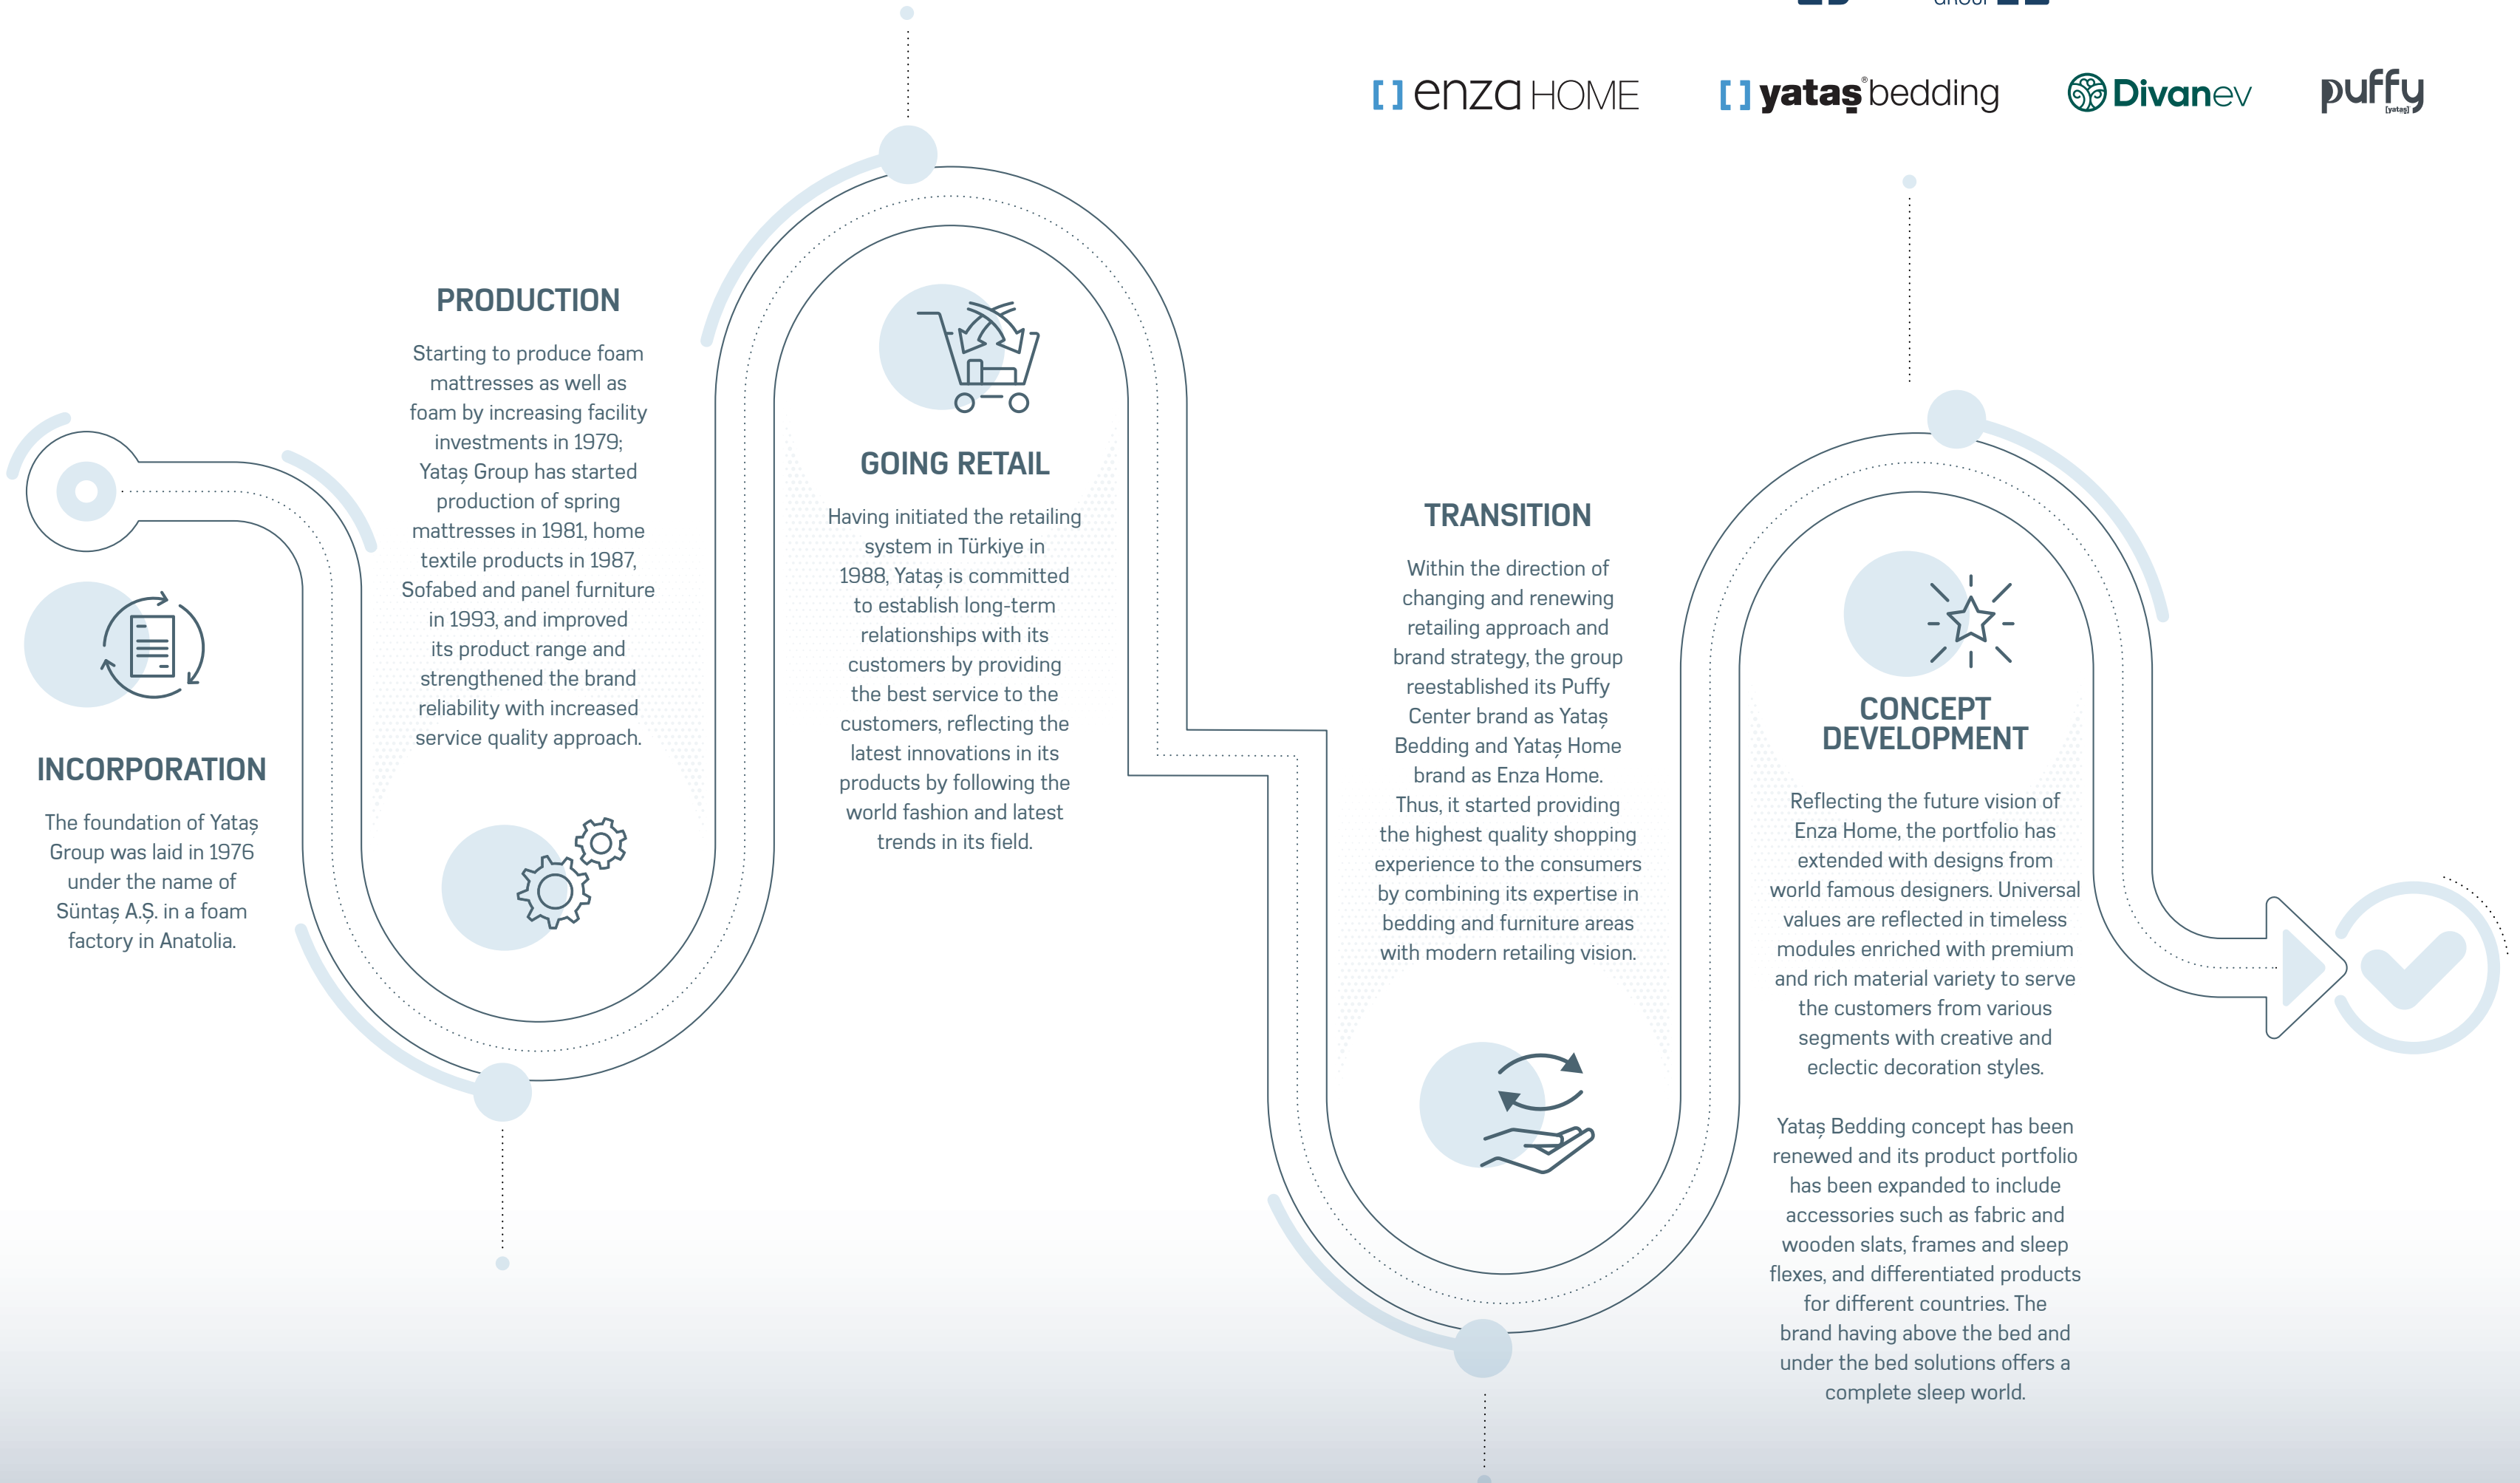 GROUP
enza HOME
yataş® bedding
Divanev
puffy
[yataş]
INCORPORATION
The foundation of Yataş
Group was laid in 1976
under the name of
Süntaş A.Ş. in a foam
factory in Anatolia.
PRODUCTION
Starting to produce foam
mattresses as well as
foam by increasing facility
investments in 1979;
Yataş Group has started
production of spring
mattresses in 1981, home
textile products in 1987,
Sofabed and panel furniture
in 1993, and improved
its product range and
strengthened the brand
reliability with increased
service quality approach.
GOING RETAIL
Having initiated the retailing
system in Türkiye in
1988, Yataş is committed
to establish long-term
relationships with its
customers by providing
the best service to the
customers, reflecting the
latest innovations in its
products by following the
world fashion and latest
trends in its field.
TRANSITION
Within the direction of
changing and renewing
retailing approach and
brand strategy, the group
reestablished its Puffy
Center brand as Yataş
Bedding and Yataş Home
brand as Enza Home.
Thus, it started providing
the highest quality shopping
experience to the consumers
by combining its expertise in
bedding and furniture areas
with modern retailing vision.
CONCEPT
DEVELOPMENT
Reflecting the future vision of
Enza Home, the portfolio has
extended with designs from
world famous designers. Universal
values are reflected in timeless
modules enriched with premium
and rich material variety to serve
the customers from various
segments with creative and
eclectic decoration styles.
Yataş Bedding concept has been
renewed and its product portfolio
has been expanded to include
accessories such as fabric and
wooden slats, frames and sleep
flexes, and differentiated products
for different countries. The
brand having above the bed and
under the bed solutions offers a
complete sleep world.